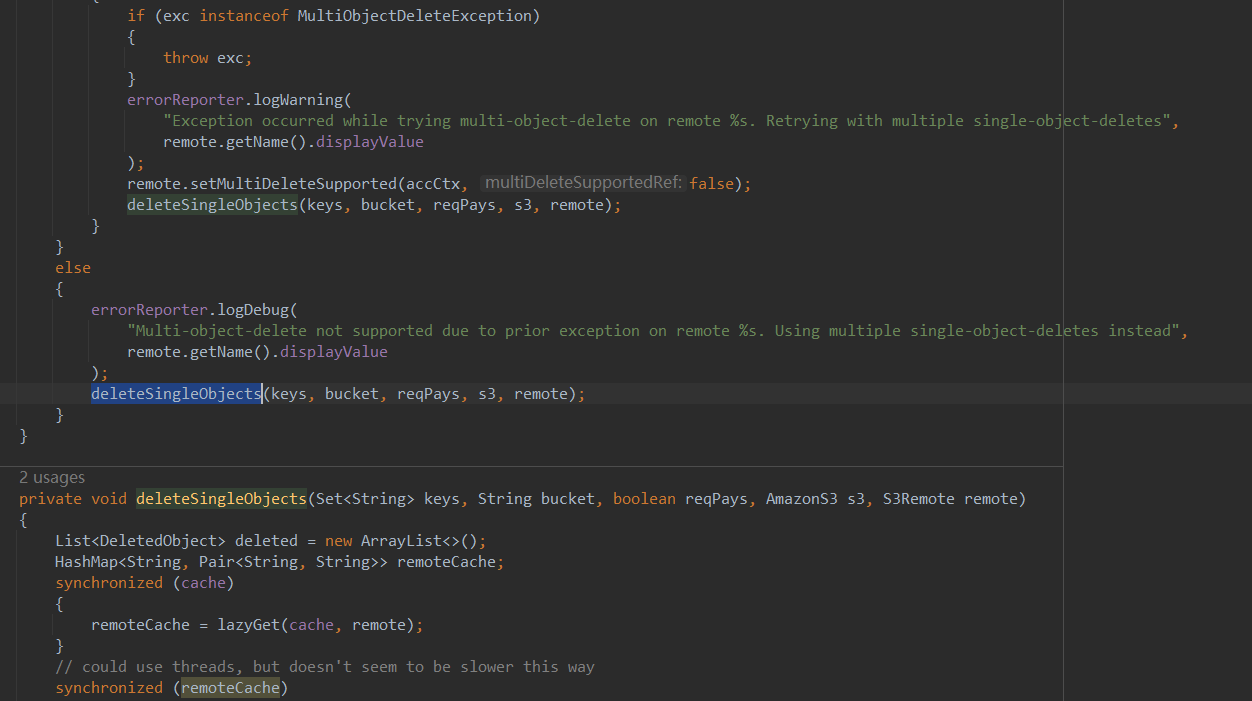 {
if (exc instanceof MultiObjectDeleteException)
{
throw exc;
}
errorReporter.logWarning(
"Exception occurred while trying multi-object-delete on remote %s. Retrying with multiple single-object-deletes",
remote.getName().displayValue
);
remote.setMultiDeleteSupported(accCtx, multiDeleteSupportedRef: false);
deleteSingleObjects(keys, bucket, reqPays, s3, remote);
}
}
else
{
errorReporter.logDebug(
"Multi-object-delete not supported due to prior exception on remote %s. Using multiple single-object-deletes instead",
remote.getName().displayValue
);
deleteSingleObjects(keys, bucket, reqPays, s3, remote);
}
}
2 usages
private void deleteSingleObjects(Set<String> keys, String bucket, boolean reqPays, AmazonS3 s3, S3Remote remote)
{
List<DeletedObject> deleted = new ArrayList<>();
HashMap<String, Pair<String, String>> remoteCache;
synchronized (cache)
{
remoteCache = lazyGet(cache, remote);
}
// could use threads, but doesn't seem to be slower this way
synchronized (remoteCache)